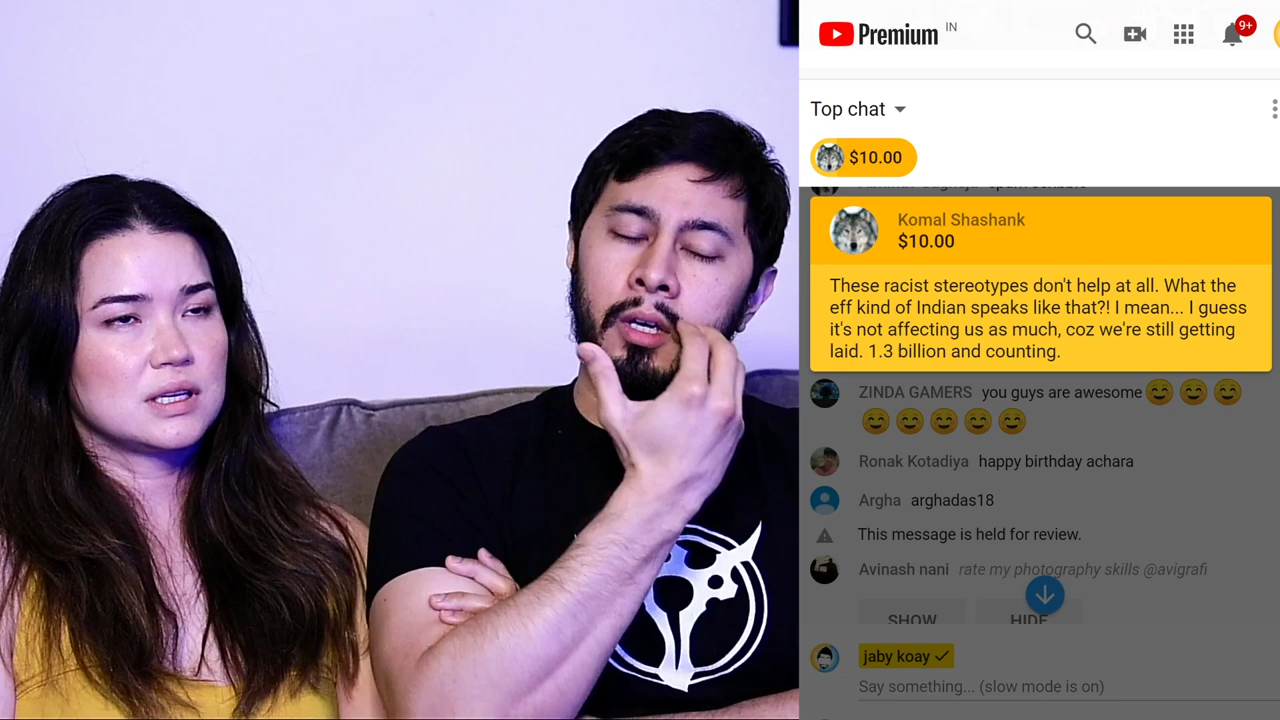 Premium IN
9+
Top chat
$10.00
Komal Shashank
$10.00
These racist stereotypes don't help at all. What the
eff kind of Indian speaks like that?! I mean... I guess
it's not affecting us as much, coz we're still getting
laid. 1.3 billion and counting.
ZINDA GAMERS you guys are awesome 😊 😊 😊
😊 😊 😊 😊 😊
Ronak Kotadiya happy birthday achara
Argha arghadas18
This message is held for review.
Avinash nani rate my photography skills @avigrafi
SHOW HIDE
jaby koay ✓
Say something... (slow mode is on)